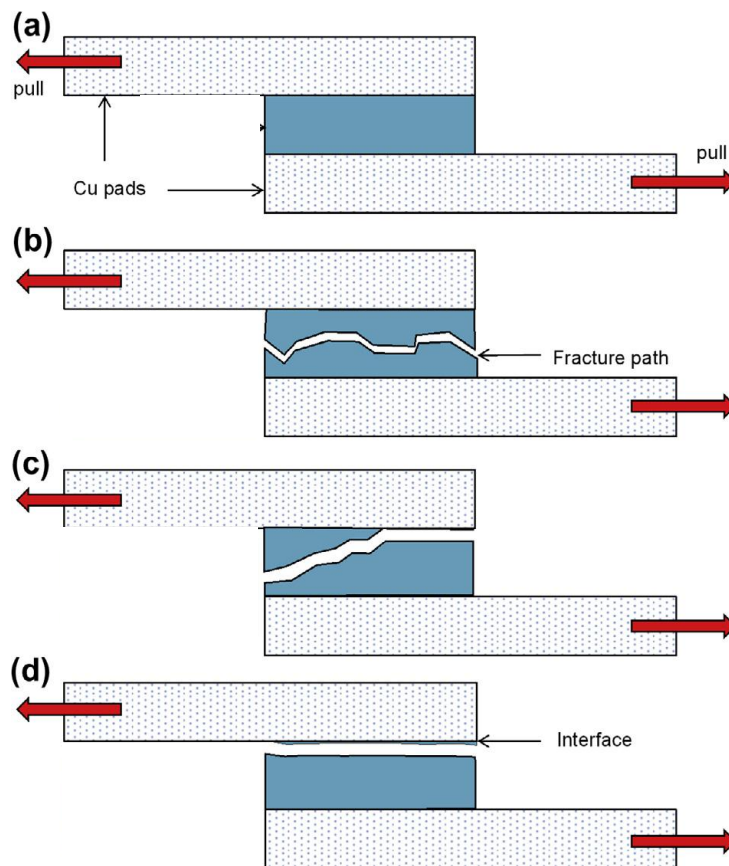 (a)
pull
pull
Cu pads
(b)
Fracture path
(c)
(d)
Interface